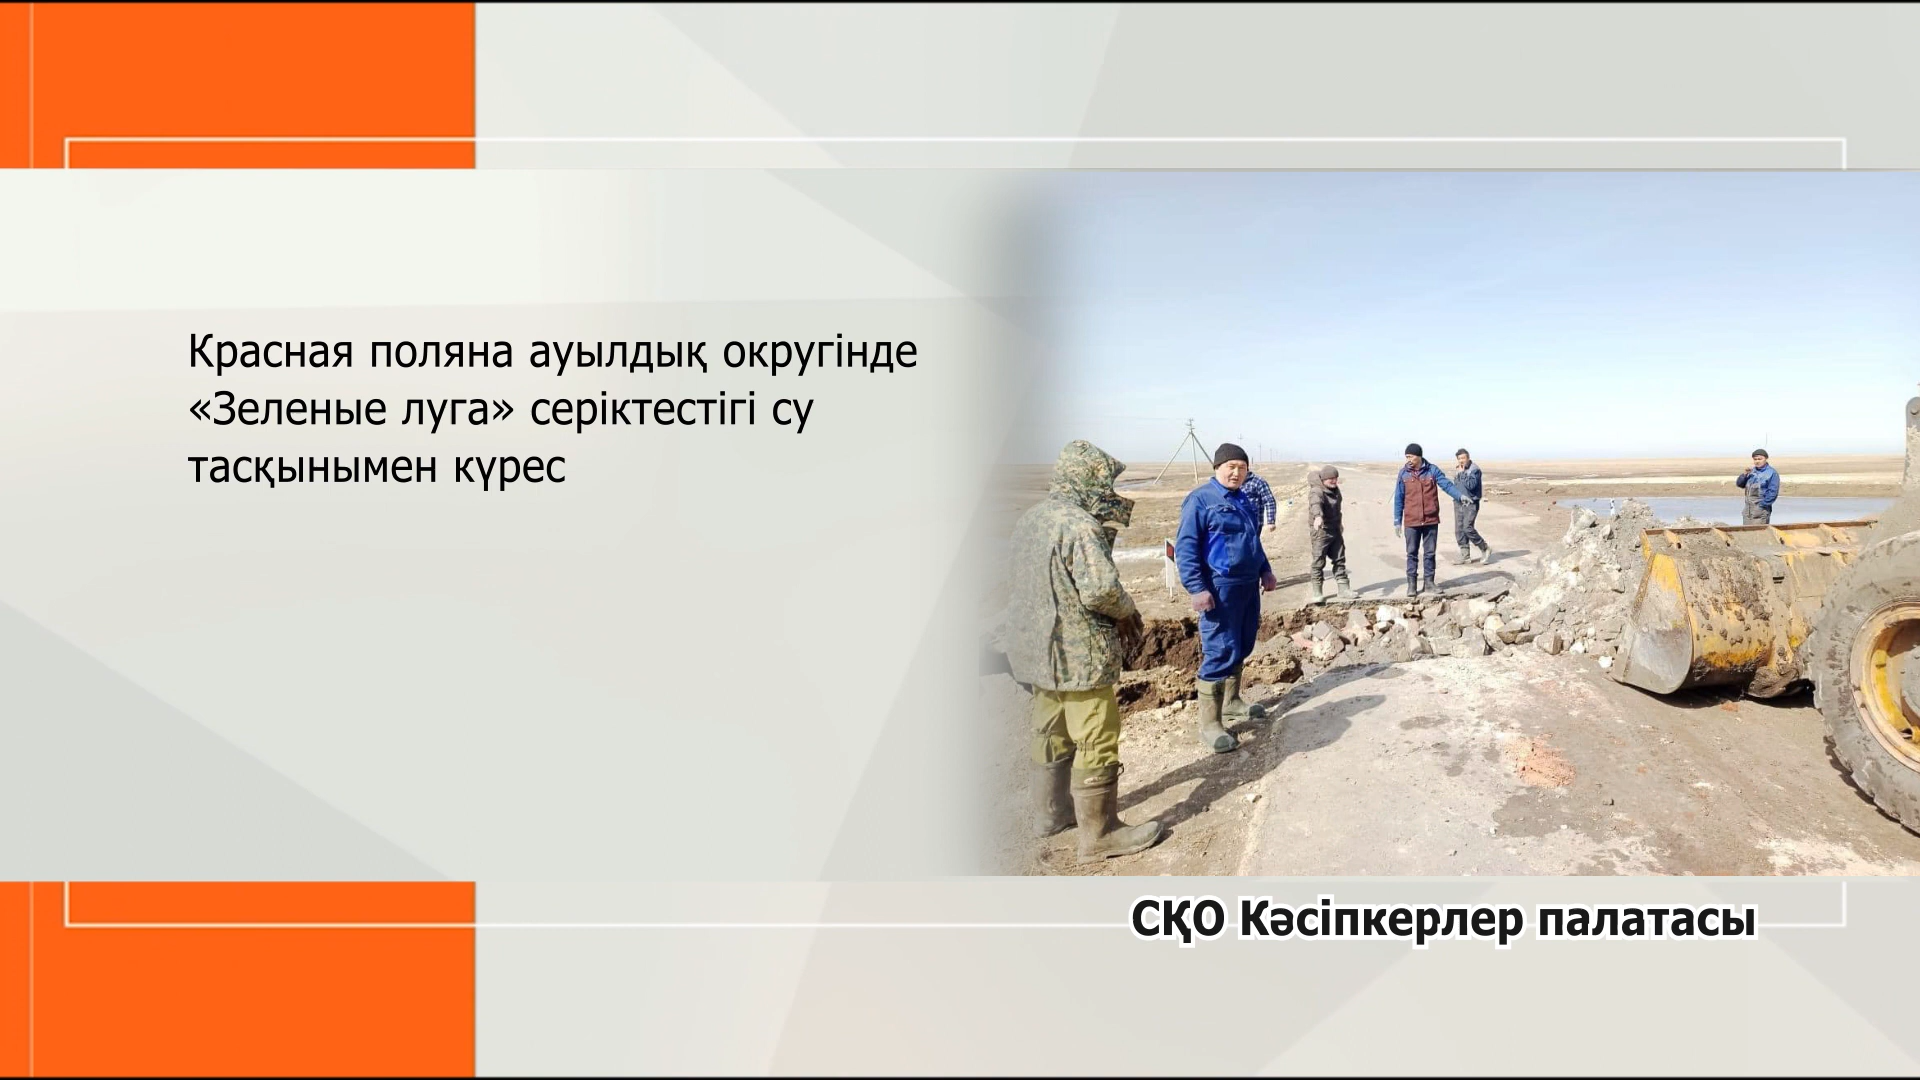 Красная поляна ауылдық округінде
«Зеленые луга» серіктестігі су
тасқынымен күрес
СҚО Кәсіпкерлер палатасы